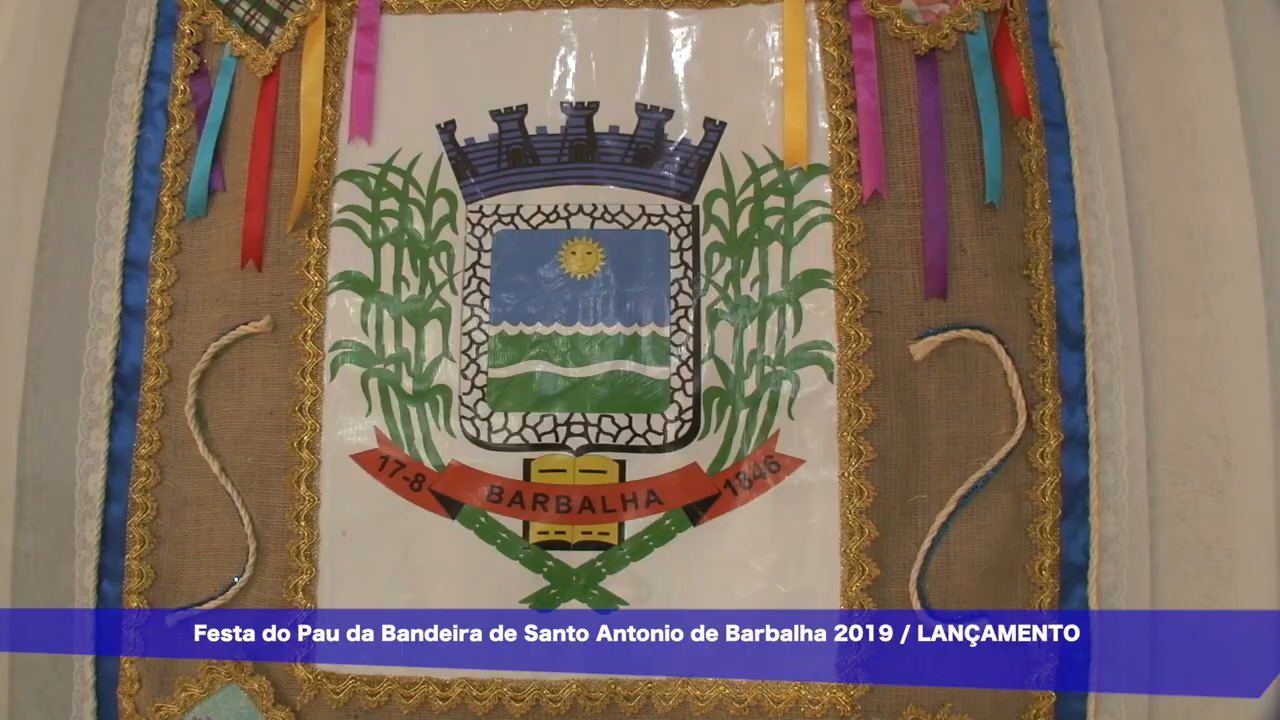 17-8
BARBALHA
1846
Festa do Pau da Bandeira de Santo Antonio de Barbalha 2019 / LANÇAMENTO